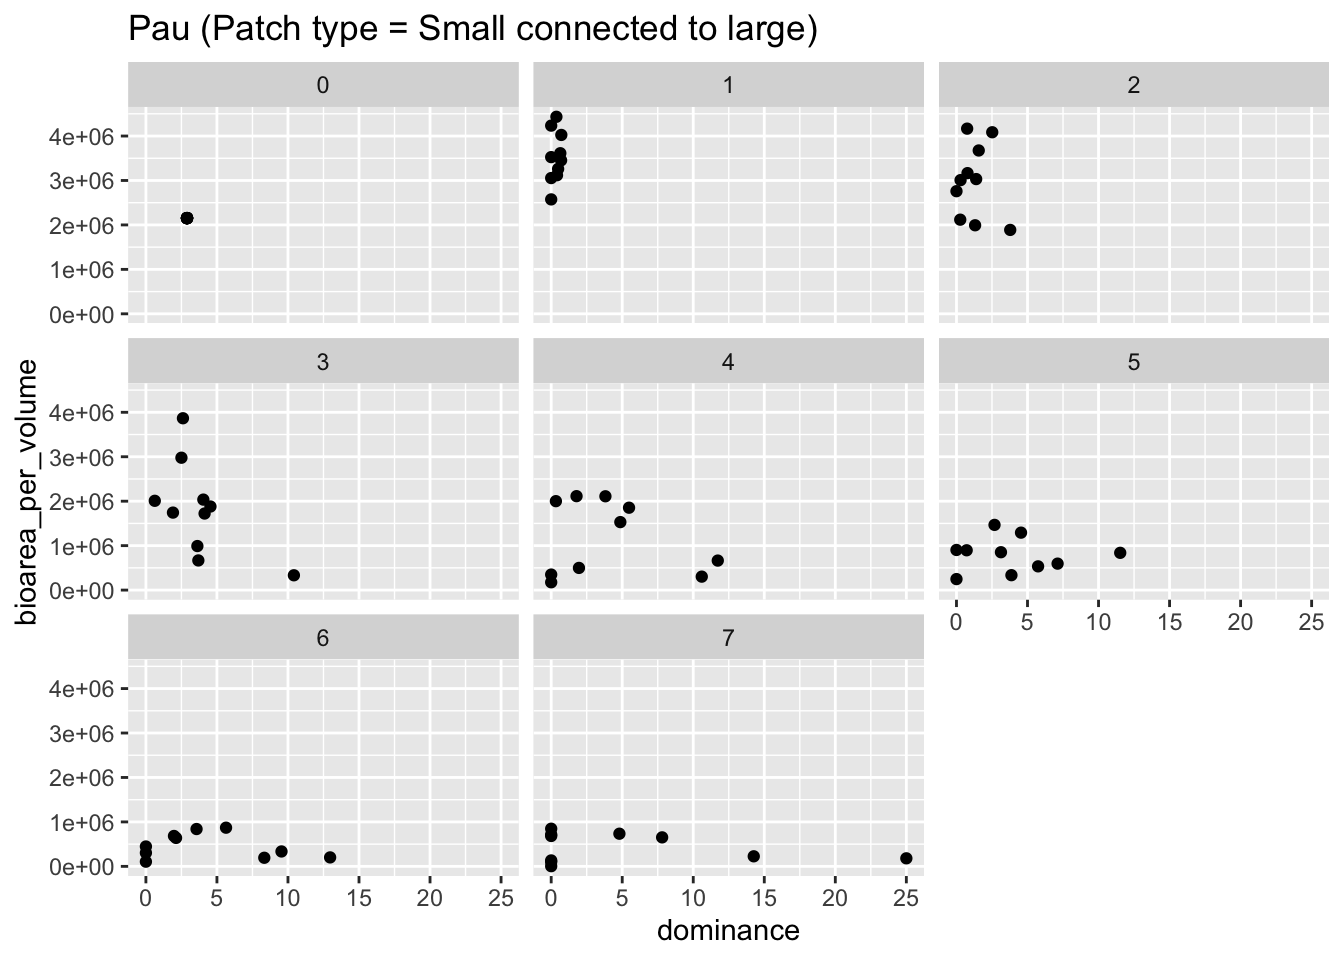 Pau (Patch type = Small connected to large)
0
1
2
4e+06
3e+06
2e+06
1e+06
0e+00
3
4
5
4e+06
3e+06
2e+06
1e+06
0e+00
0 5 10 15 20 25
6
7
4e+06
3e+06
2e+06
1e+06
0e+00
0 5 10 15 20 25
0 5 10 15 20 25
dominance
bioarea_per_volume